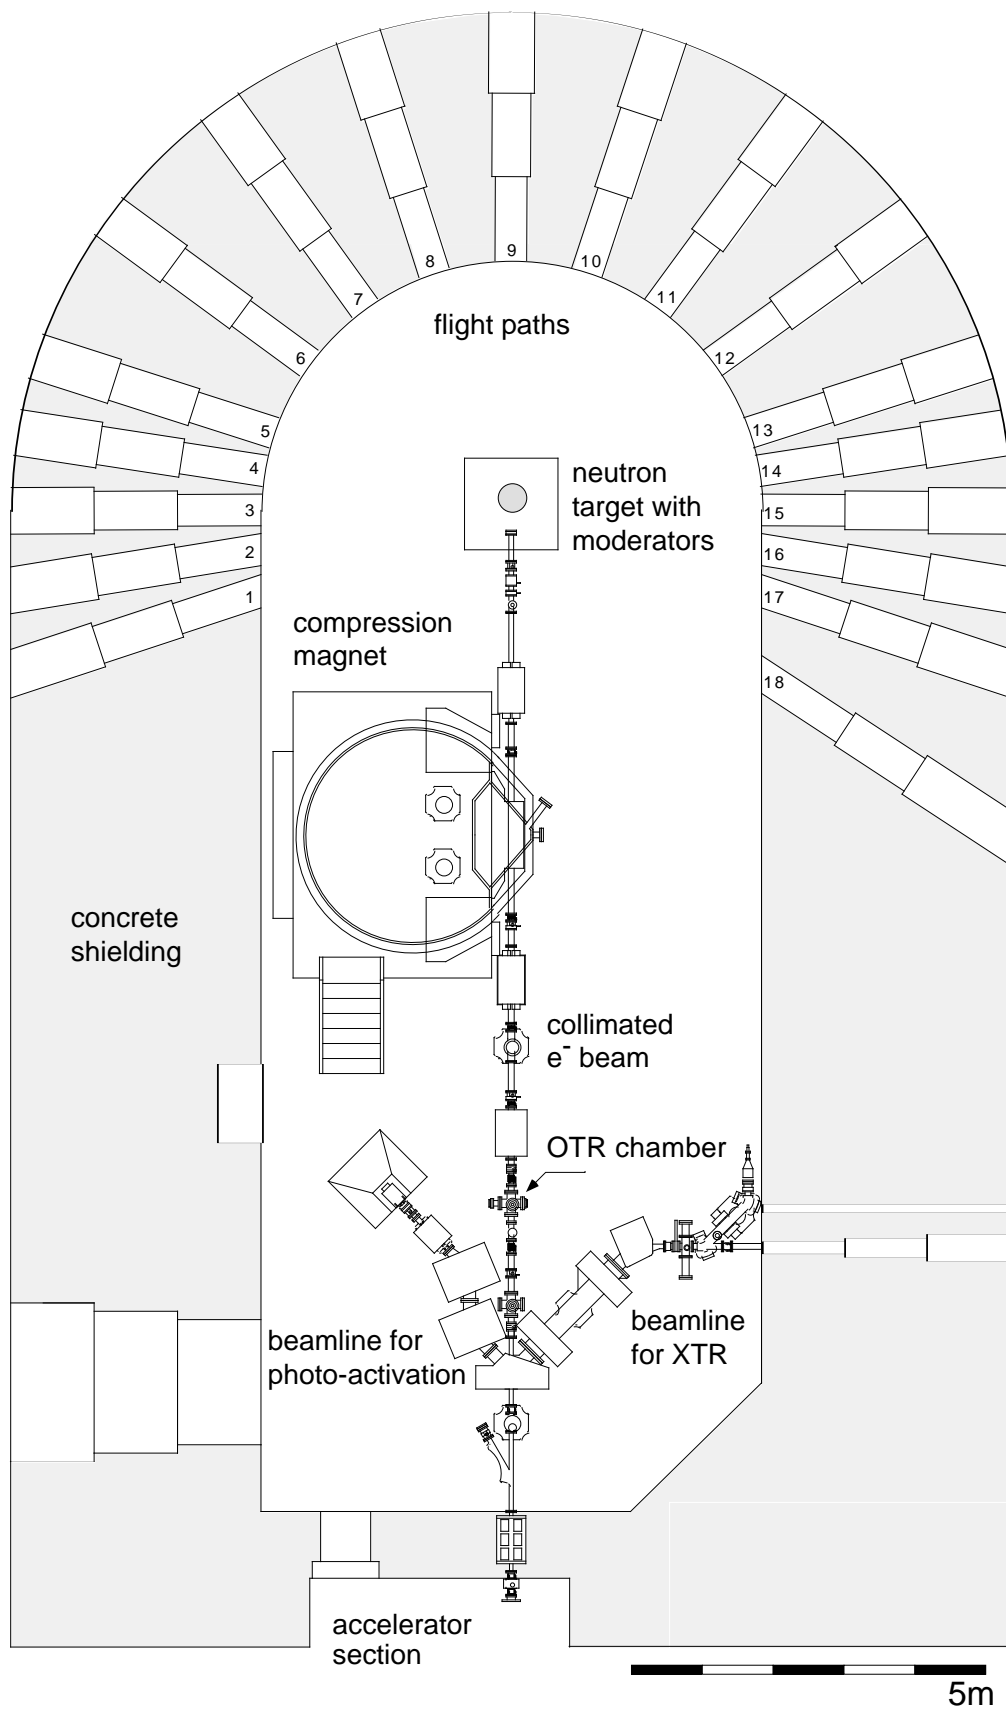 9
8
10
7
11
flight paths
6
12
5
13
4
14
neutron
target with
moderators
3
15
2
16
1
17
compression
magnet
18
concrete
shielding
collimated
e- beam
OTR chamber
beamline for
photo-activation
beamline
for XTR
accelerator
section
5m